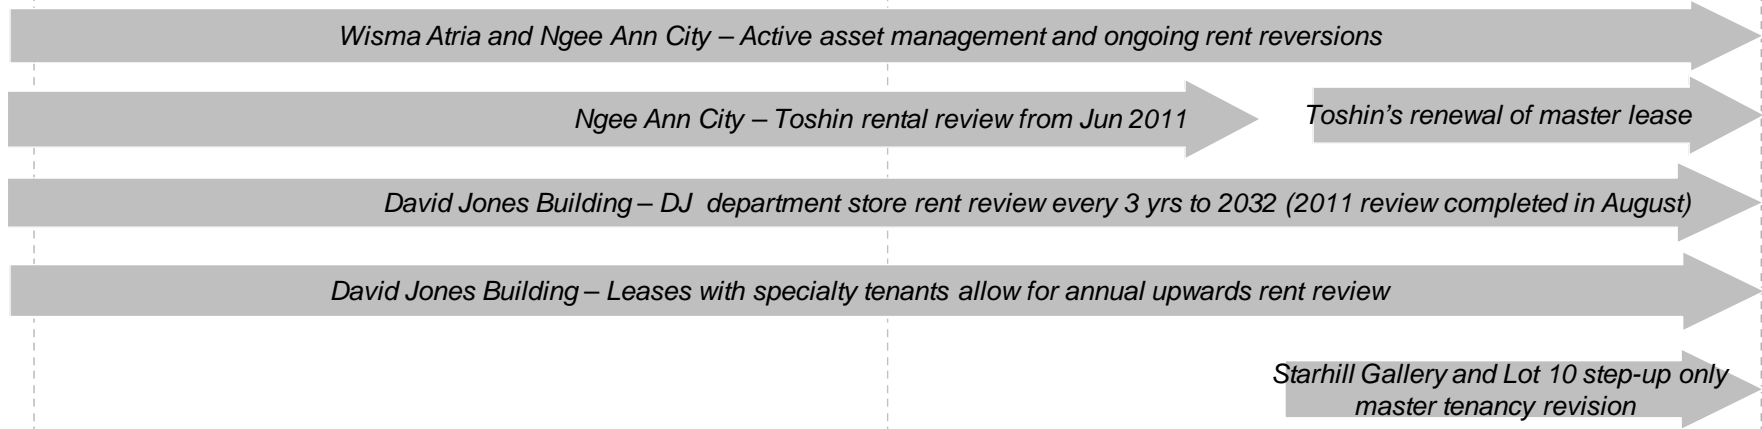 Wisma Atria and Ngee Ann City – Active asset management and ongoing rent reversions
Ngee Ann City – Toshin rental review from Jun 2011
Toshin’s renewal of master lease
David Jones Building – DJ department store rent review every 3 yrs to 2032 (2011 review completed in August)
David Jones Building – Leases with specialty tenants allow for annual upwards rent review
Starhill Gallery and Lot 10 step-up only
master tenancy revision